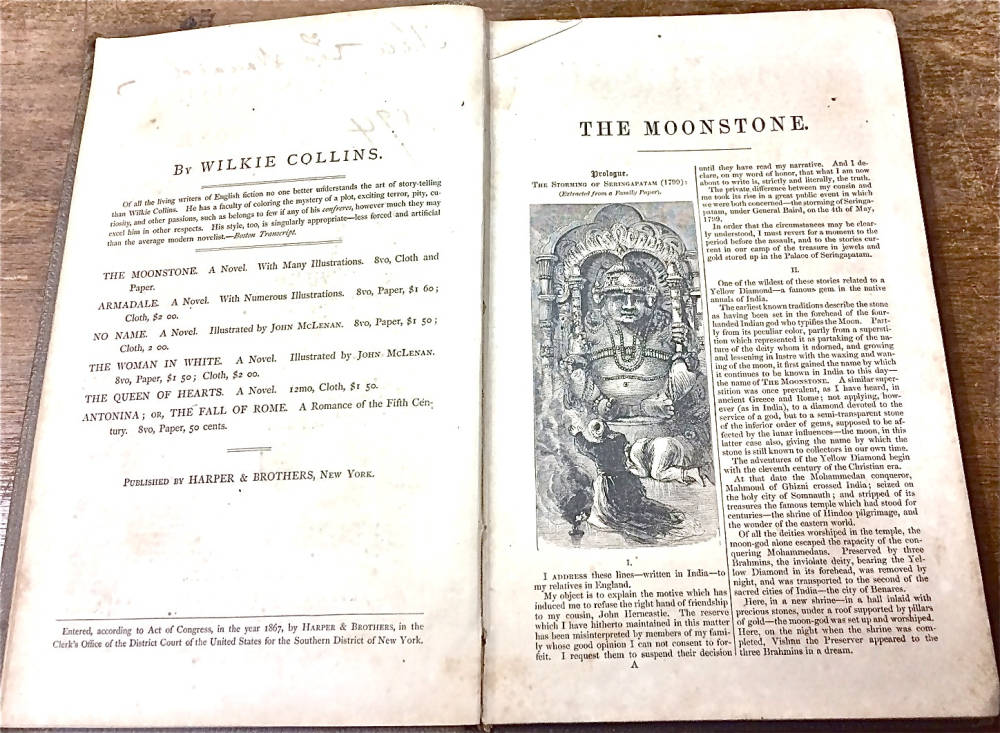 By WILKIE COLLINS.
Of all the living writers of English fiction no one better understands the art of story-telling
than Wilkie Collins. He has a faculty of coloring the mystery of a plot, exciting terror, pity, cu-
riosity, and other passions, such as belongs to few if any of his confreres, however much they may
excel him in other respects. His style, too, is singularly appropriate—less forced and artificial
than the average modern novelist.—Boston Transcript.
THE MOONSTONE. A Novel. With Many Illustrations. 8vo, Cloth and
Paper.
ARMADALE. A Novel. With Numerous Illustrations. 8vo, Paper, $1 60;
Cloth, $2 00.
NO NAME. A Novel. Illustrated by John McLenan. 8vo, Paper, $1 50;
Cloth, 2 00.
THE WOMAN IN WHITE. A Novel. Illustrated by John McLenan.
8vo, Paper, $1 50; Cloth, $2 00.
THE QUEEN OF HEARTS. A Novel. 12mo, Cloth, $1 50.
ANTONINA; or, THE FALL OF ROME. A Romance of the Fifth Cen-
tury. 8vo, Paper, 50 cents.
Published by HARPER & BROTHERS, New York.
Entered, according to Act of Congress, in the year 1867, by Harper & Brothers, in the
Clerk's Office of the District Court of the United States for the Southern District of New York.
THE MOONSTONE.
Prologue.
The Storming of Seringapatam (1799):
(Extracted from a Family Paper).
I.
I address these lines—written in India—to
my relatives in England.
My object is to explain the motive which has
induced me to refuse the right hand of friendship
to my cousin, John Herncastle. The reserve
which I have hitherto maintained in this matter
has been misinterpreted by members of my fami-
ly whose good opinion I can not consent to for-
feit. I request them to suspend their decision
A
until they have read my narrative. And I de-
clare, on my word of honor, that what I am now
about to write is, strictly and literally, the truth.
The private difference between my cousin and
me took its rise in a great public event in which
we were both concerned—the storming of Seringa-
patam, under General Baird, on the 4th of May,
1799.
In order that the circumstances may be clear-
ly understood, I must revert for a moment to the
period before the assault, and to the stories cur-
rent in our camp of the treasure in jewels and
gold stored up in the Palace of Seringapatam.
II.
One of the wildest of these stories related to a
Yellow Diamond—a famous gem in the native
annals of India.
The earliest known traditions describe the stone
as having been set in the forehead of the four-
handed Indian god who typifies the Moon. Part-
ly from its peculiar color, partly from a supersti-
tion which represented it as partaking of the na-
ture of the deity whom it adorned, and growing
and lessening in lustre with the waxing and wan-
ing of the moon, it first gained the name by which
it continues to be known in India to this day—
the name of The Moonstone. A similar super-
stition was once prevalent, as I have heard, in
ancient Greece and Rome; not applying, how-
ever (as in India), to a diamond devoted to the
service of a god, but to a semi-transparent stone
of the inferior order of gems, supposed to be af-
fected by the lunar influences—the moon, in this
latter case also, giving the name by which the
stone is still known to collectors in our own time.
The adventures of the Yellow Diamond begin
with the eleventh century of the Christian era.
At that date the Mohammedan conqueror,
Mahmoud of Ghizni crossed India; seized on
the holy city of Somnauth; and stripped of its
treasures the famous temple which had stood for
centuries—the shrine of Hindoo pilgrimage, and
the wonder of the eastern world.
Of all the deities worshiped in the temple, the
moon-god alone escaped the rapacity of the con-
quering Mohammedans. Preserved by three
Brahmins, the inviolate deity, bearing the Yel-
low Diamond in its forehead, was removed by
night, and was transported to the second of the
sacred cities of India—the city of Benares.
Here, in a new shrine—in a hall inlaid with
precious stones, under a roof supported by pillars
of gold—the moon-god was set up and worshiped.
Here, on the night when the shrine was com-
pleted, Vishnu the Preserver appeared to the
three Brahmins in a dream.